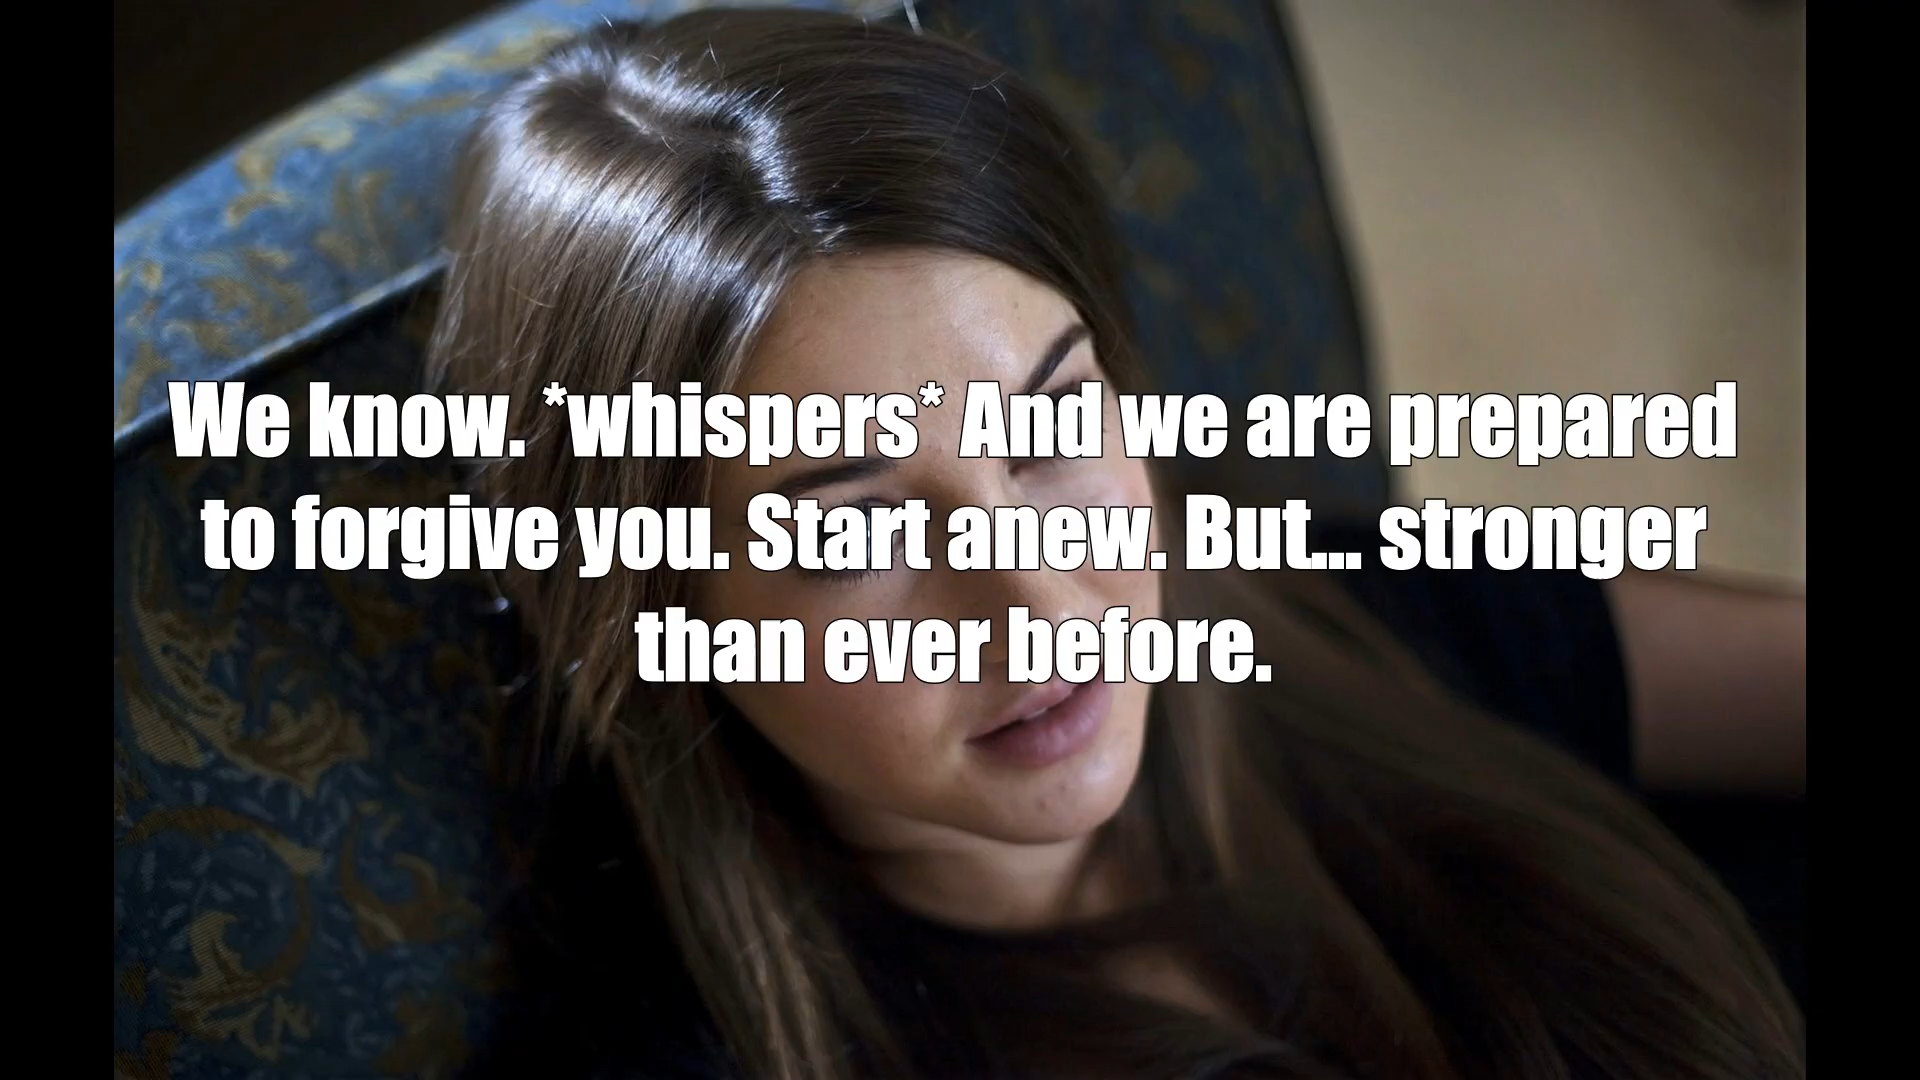 We know. *whispers* And we are prepared
to forgive you. Start anew. But... stronger
than ever before.